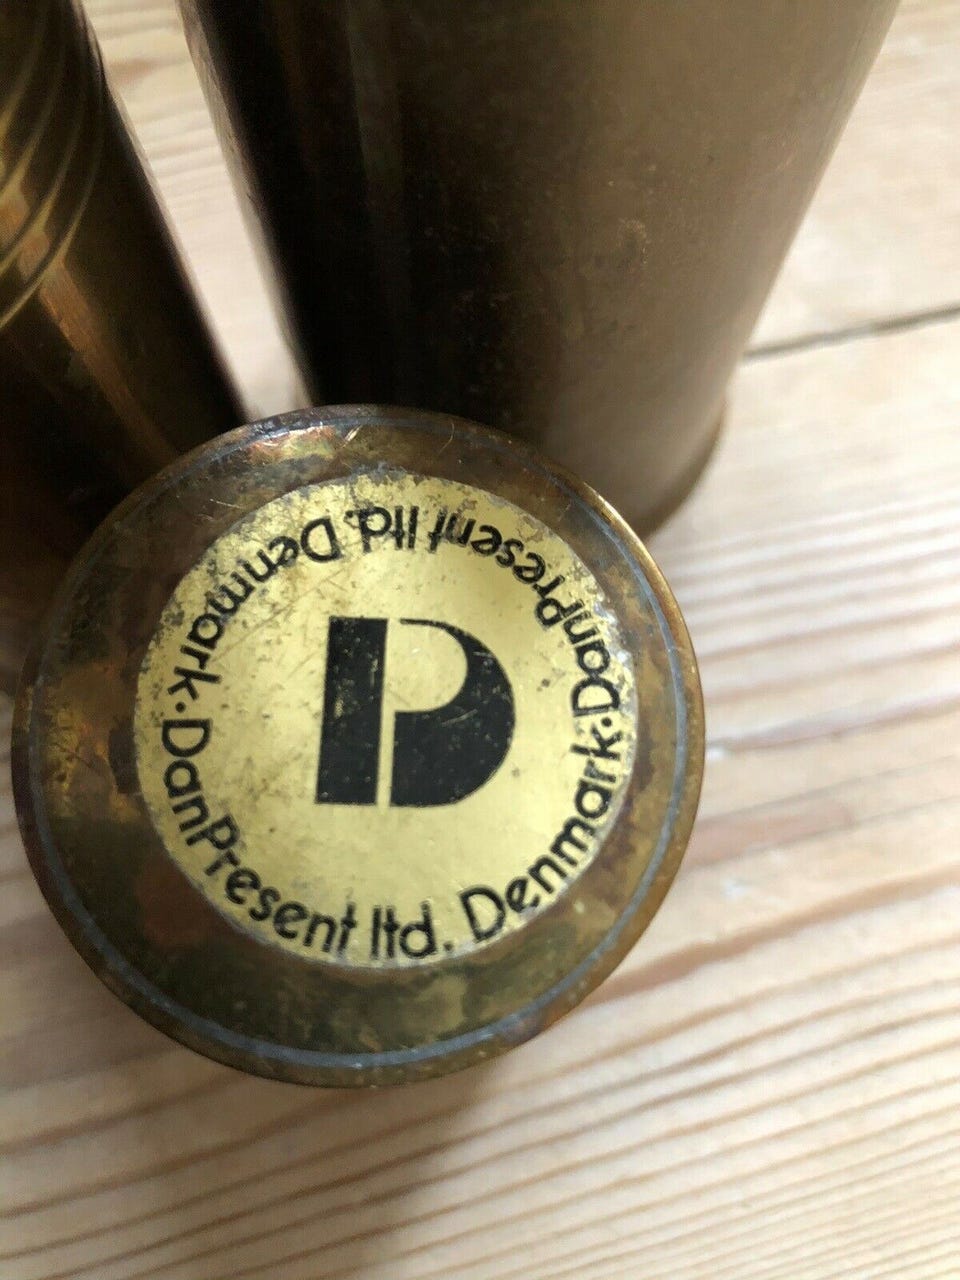 DanPresent ltd. Denmark · DanPresent ltd. Denmark ·
D